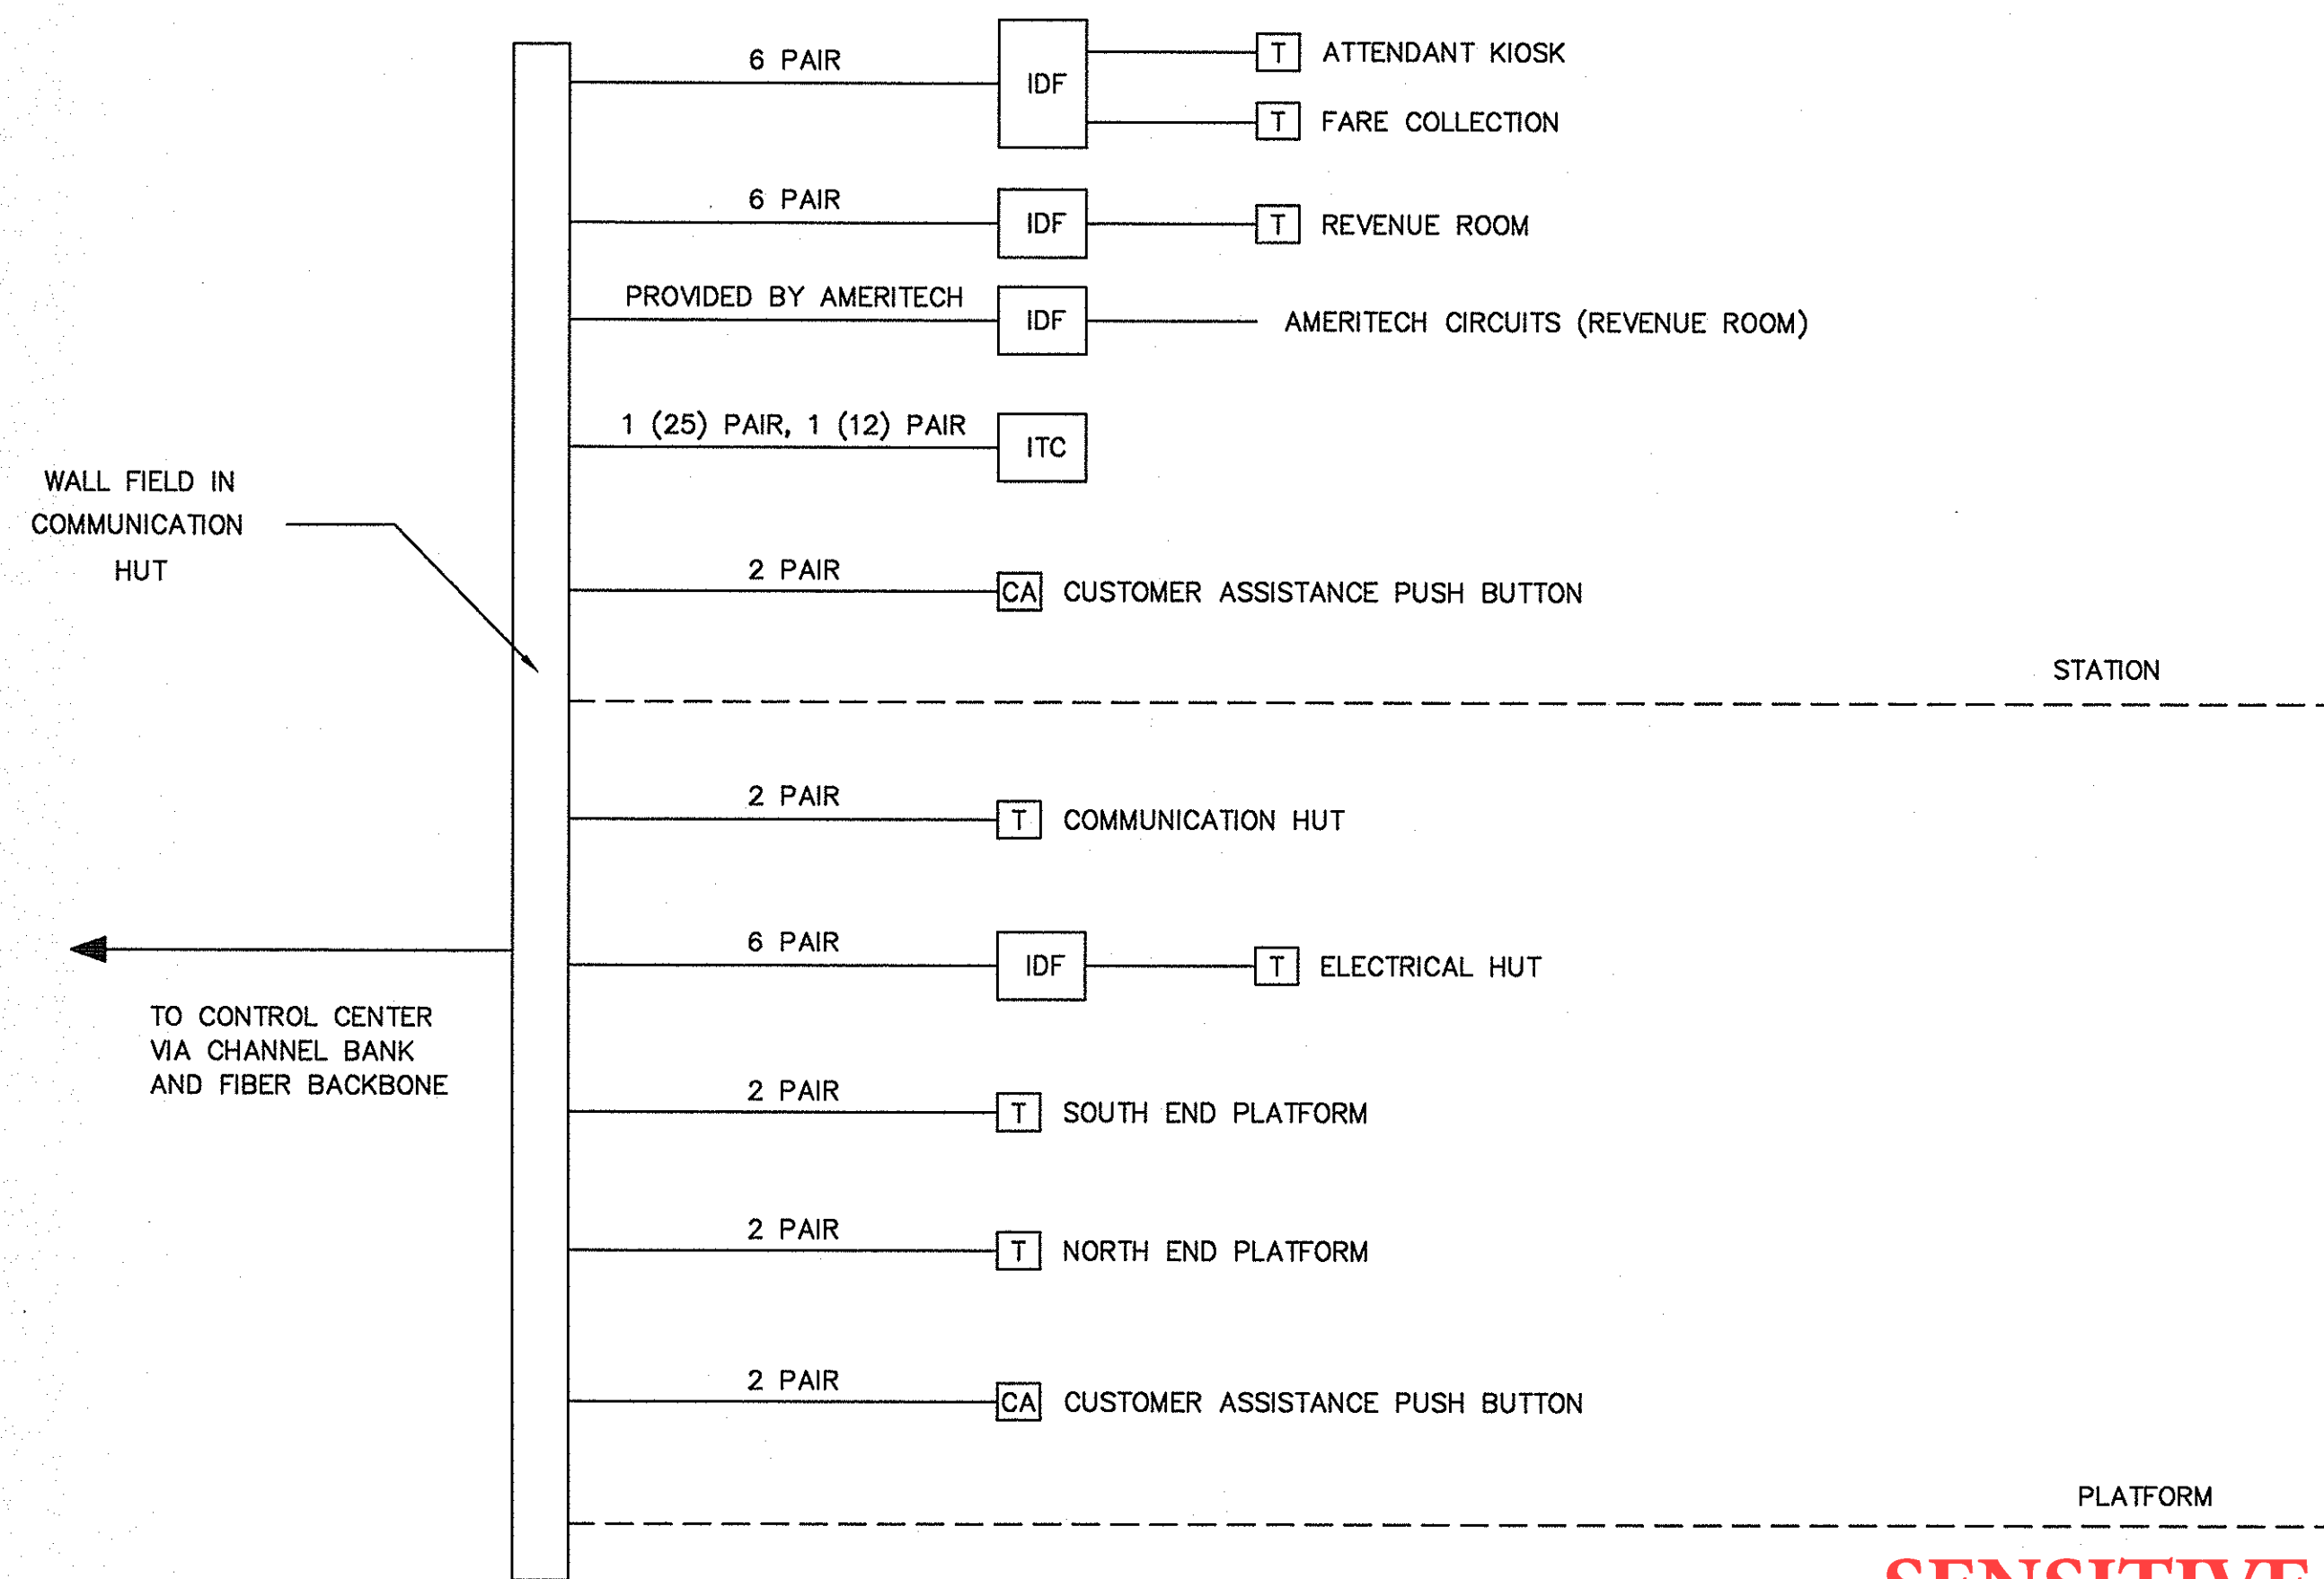 6 PAIR
IDF
T ATTENDANT KIOSK
T FARE COLLECTION
6 PAIR
IDF
T REVENUE ROOM
PROVIDED BY AMERITECH
IDF
AMERITECH CIRCUITS (REVENUE ROOM)
1 (25) PAIR, 1 (12) PAIR
ITC
WALL FIELD IN
COMMUNICATION
HUT
2 PAIR
CA CUSTOMER ASSISTANCE PUSH BUTTON
STATION
2 PAIR
T COMMUNICATION HUT
6 PAIR
IDF
T ELECTRICAL HUT
TO CONTROL CENTER
VIA CHANNEL BANK
AND FIBER BACKBONE
2 PAIR
T SOUTH END PLATFORM
2 PAIR
T NORTH END PLATFORM
2 PAIR
CA CUSTOMER ASSISTANCE PUSH BUTTON
PLATFORM
SENSITIVE